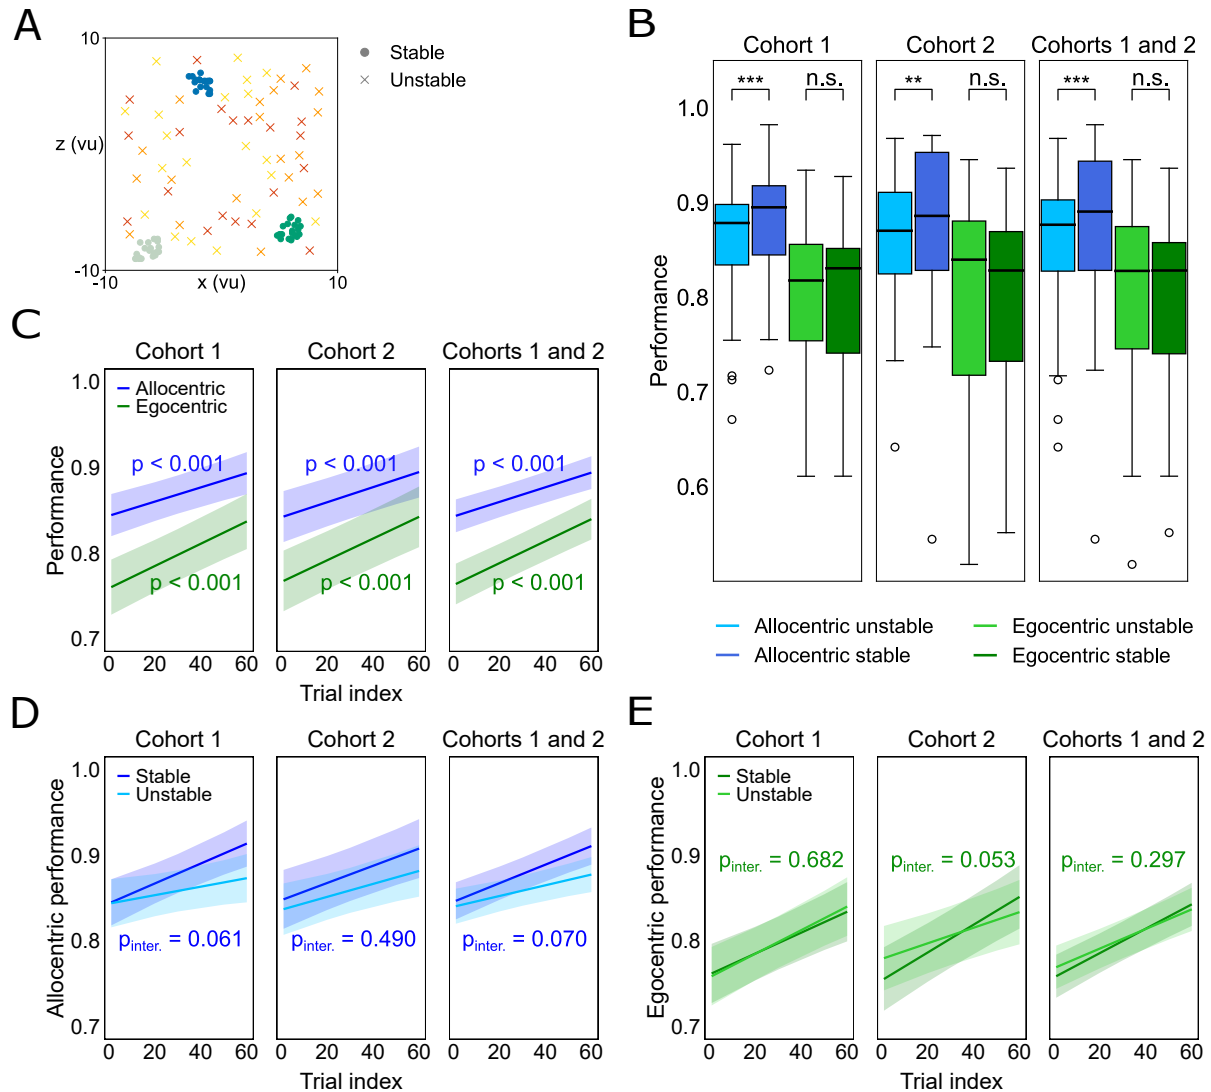 A
10
Stable
Unstable
z (vu)
-10
-10
x (vu)
10
B
Cohort 1
Cohort 2
Cohorts 1 and 2
***
n.s.
**
n.s.
***
n.s.
1.0
0.9
0.8
0.7
0.6
Performance
Allocentric unstable
Egocentric unstable
Allocentric stable
Egocentric stable
C
Cohort 1
Cohort 2
Cohorts 1 and 2
1.0
0.9
0.8
0.7
Performance
Allocentric
Egocentric
p < 0.001
p < 0.001
p < 0.001
p < 0.001
p < 0.001
p < 0.001
0 20 40 60
0 20 40 60
0 20 40 60
Trial index
D
Cohort 1
Cohort 2
Cohorts 1 and 2
1.0
0.9
0.8
0.7
Allocentric performance
Stable
Unstable
pinter. = 0.061
pinter. = 0.490
pinter. = 0.070
0 20 40 60
0 20 40 60
0 20 40 60
Trial index
E
Cohort 1
Cohort 2
Cohorts 1 and 2
1.0
0.9
0.8
0.7
Egocentric performance
Stable
Unstable
pinter. = 0.682
pinter. = 0.053
pinter. = 0.297
0 20 40 60
0 20 40 60
0 20 40 60
Trial index